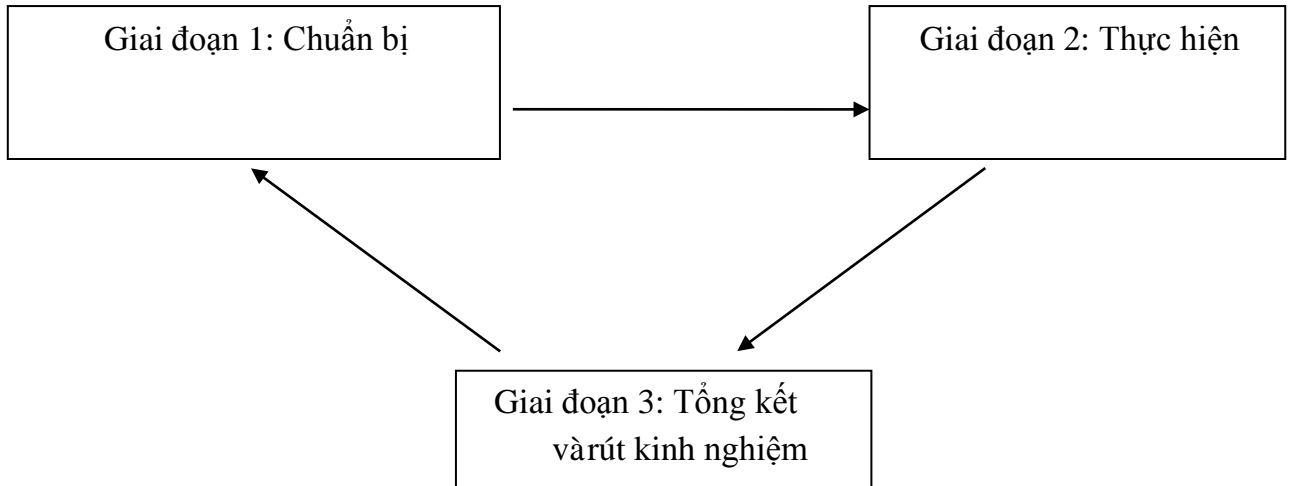 Giai đoạn 1: Chuẩn bị
Giai đoạn 2: Thực hiện
Giai đoạn 3: Tổng kết
vàrút kinh nghiệm